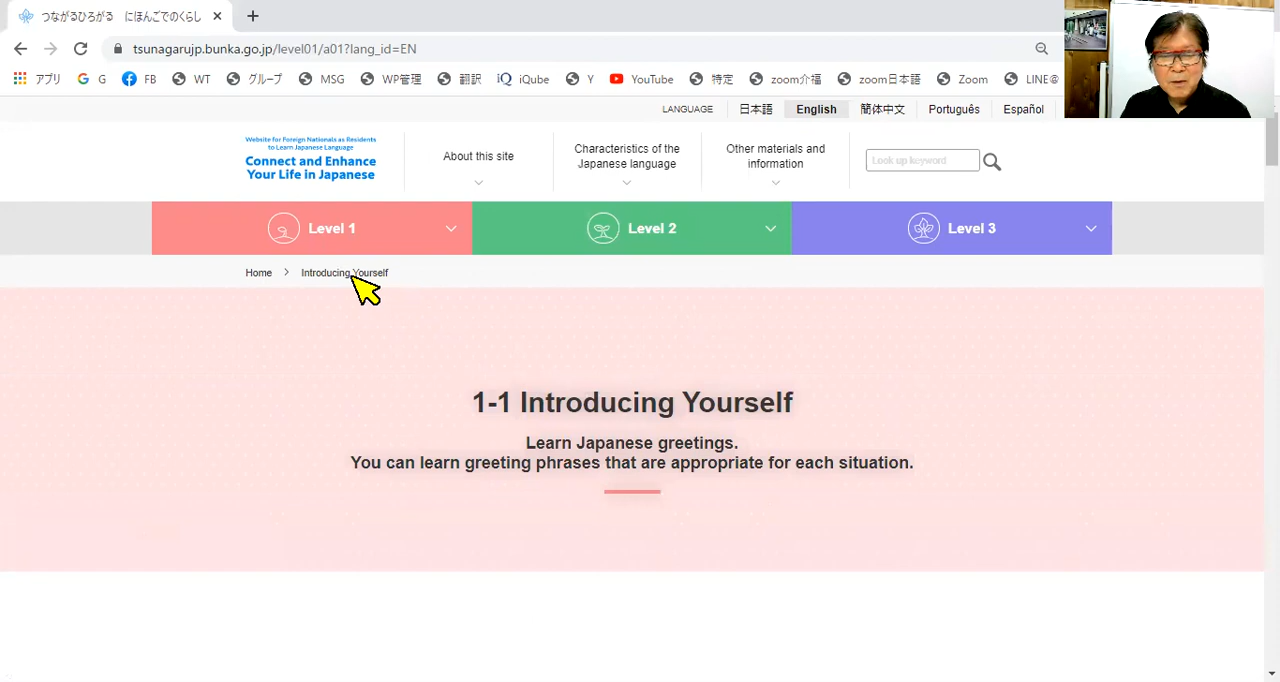 つながるひろがる　にほんごでのくらし
tsunagarujp.bunka.go.jp/level01/a01?lang_id=EN
アプリ G FB WT グループ MSG WP管理 翻訳 iQube Y YouTube 特定 zoom介福 zoom日本語 Zoom LINE@
LANGUAGE 日本語 English 簡体中文 Português Español
Website for Foreign Nationals as Residents
to Learn Japanese Language
Connect and Enhance
Your Life in Japanese
About this site
Characteristics of the
Japanese language
Other materials and
information
Look up keyword
Level 1 Level 2 Level 3
Home > Introducing Yourself
1-1 Introducing Yourself
Learn Japanese greetings.
You can learn greeting phrases that are appropriate for each situation.